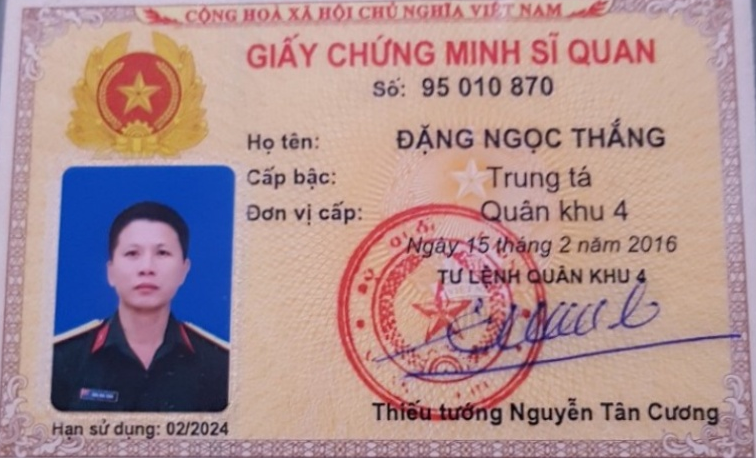 CỘNG HOÀ XÃ HỘI CHỦ NGHĨA VIỆT NAM
GIẤY CHỨNG MINH SĨ QUAN
Số: 95 010 870
Họ tên: ĐẶNG NGỌC THẮNG
Cấp bậc: Trung tá
Đơn vị cấp: Quân khu 4
Ngày 15 tháng 2 năm 2016
TƯ LỆNH QUÂN KHU 4
Thiếu tướng Nguyễn Tân Cương
Hạn sử dụng: 02/2024